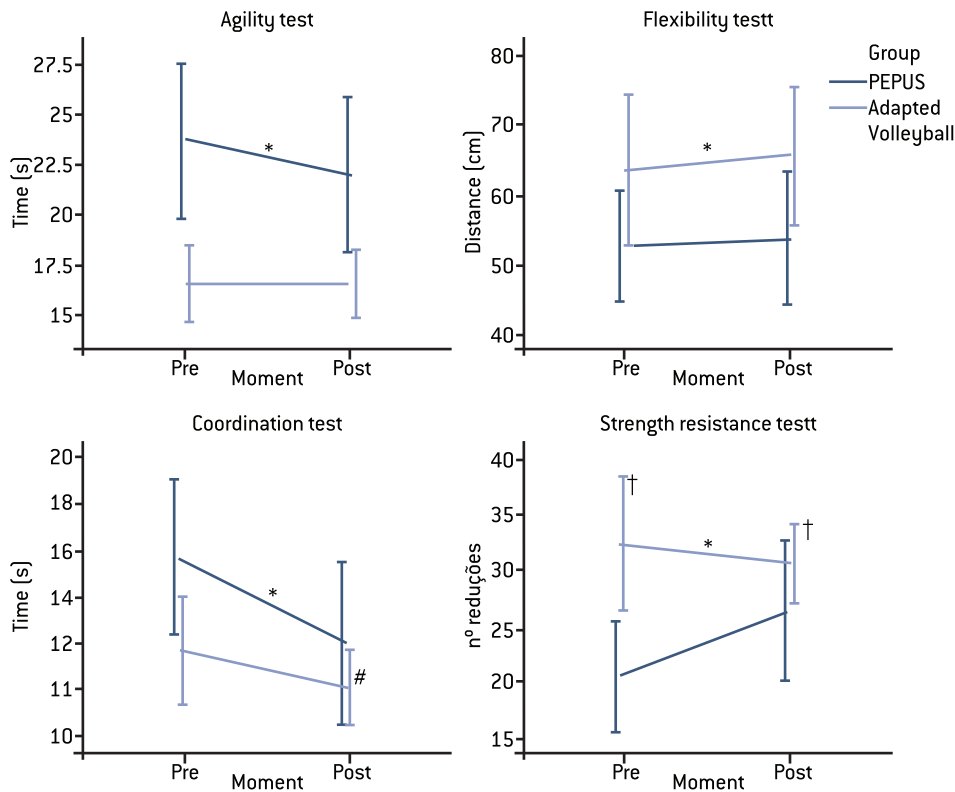 Agility test
27.5
25
22.5
20
17.5
15
Time (s)
*
Pre
Post
Moment
Flexibility testt
80
70
60
50
40
Distance (cm)
*
Pre
Post
Moment
Group
PEPUS
Adapted
Volleyball
Coordination test
20
18
16
14
12
11
10
Time (s)
*
#
Pre
Post
Moment
Strength resistance testt
40
35
30
25
20
15
nº reduções
†
*
†
Pre
Post
Moment